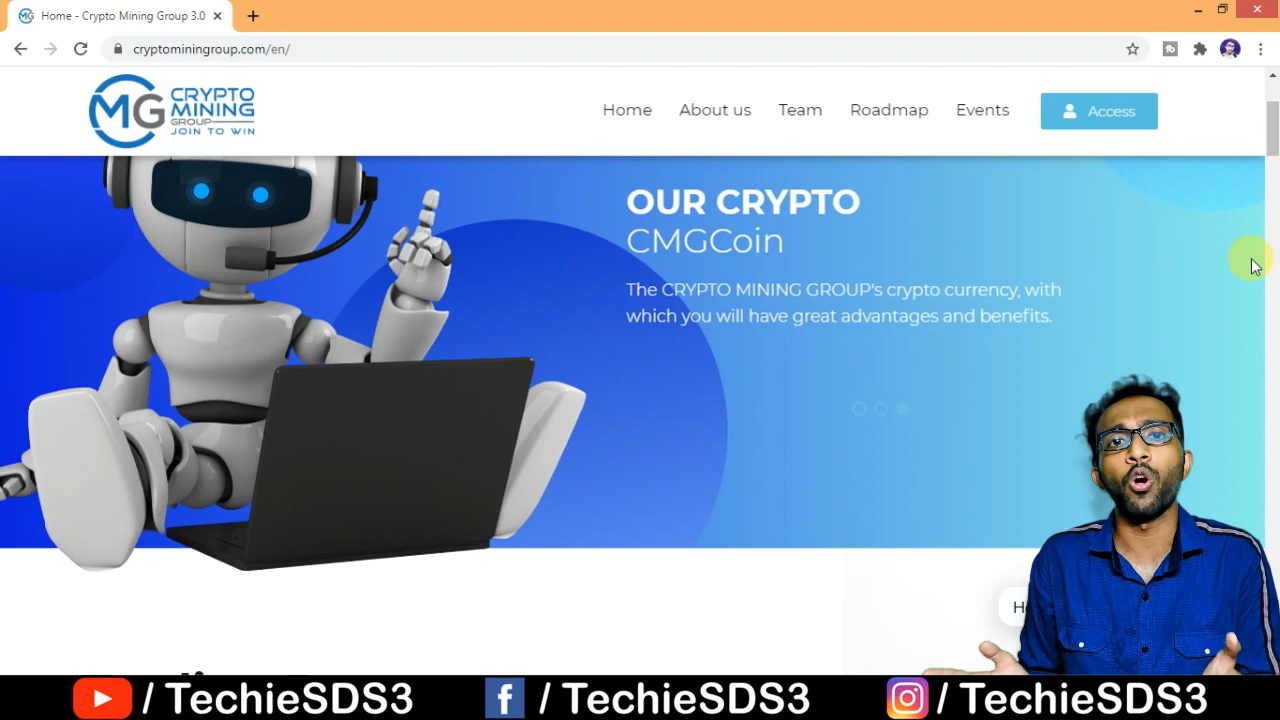 Home - Crypto Mining Group 3.0
cryptominingroup.com/en/
MG CRYPTO
MINING
GROUP
JOIN TO WIN
Home About us Team Roadmap Events Access
OUR CRYPTO
CMGCoin
The CRYPTO MINING GROUP's crypto currency, with
which you will have great advantages and benefits.
/ TechieSDS3 / TechieSDS3 / TechieSDS3